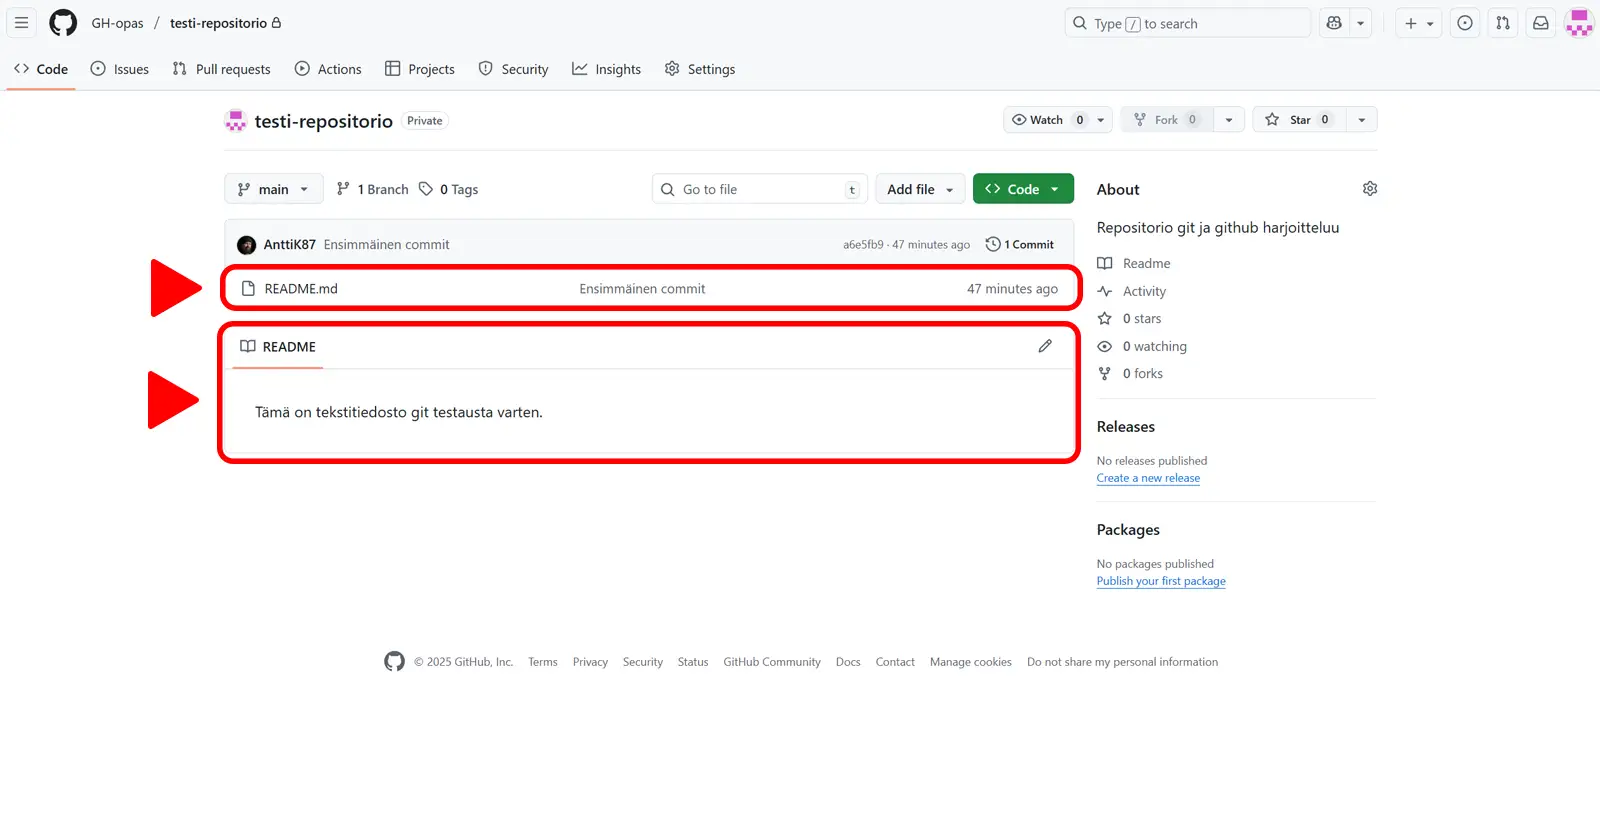 GH-opas / testi-repositorio
Type / to search
Code Issues Pull requests Actions Projects Security Insights Settings
testi-repositorio Private
Watch 0 Fork 0 Star 0
main 1 Branch 0 Tags Go to file t Add file Code
AnttiK87 Ensimmäinen commit a6e5fb9 · 47 minutes ago 1 Commit
README.md Ensimmäinen commit 47 minutes ago
README
Tämä on tekstitiedosto git testausta varten.
About
Repositorio git ja github harjoitteluu
Readme
Activity
0 stars
0 watching
0 forks
Releases
No releases published
Create a new release
Packages
No packages published
Publish your first package
© 2025 GitHub, Inc. Terms Privacy Security Status GitHub Community Docs Contact Manage cookies Do not share my personal information